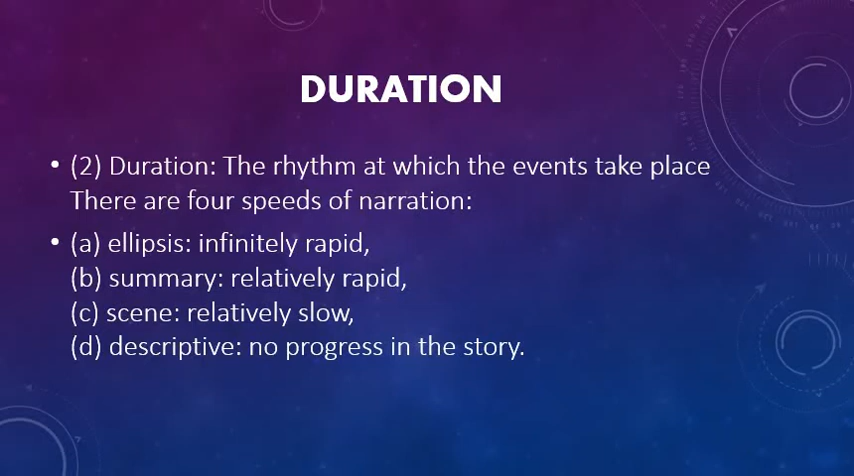 DURATION
• (2) Duration: The rhythm at which the events take place
There are four speeds of narration:
• (a) ellipsis: infinitely rapid,
(b) summary: relatively rapid,
(c) scene: relatively slow,
(d) descriptive: no progress in the story.